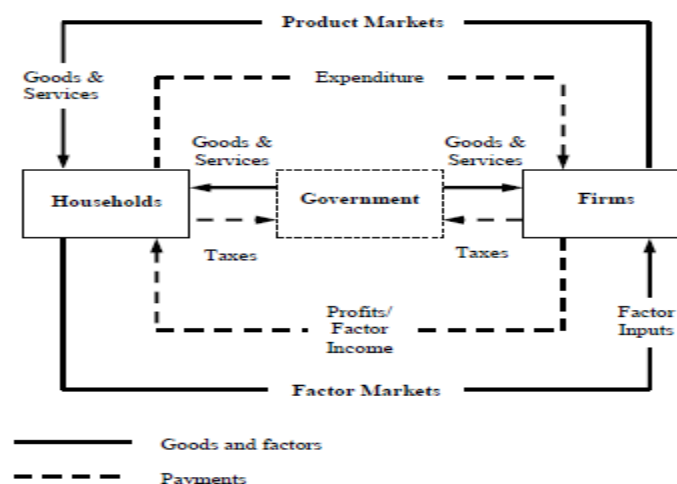 Product Markets
Goods &
Services
Expenditure
Goods &
Services
Goods &
Services
Households
Government
Firms
Taxes
Taxes
Profits/
Factor
Income
Factor
Inputs
Factor Markets
Goods and factors
Payments